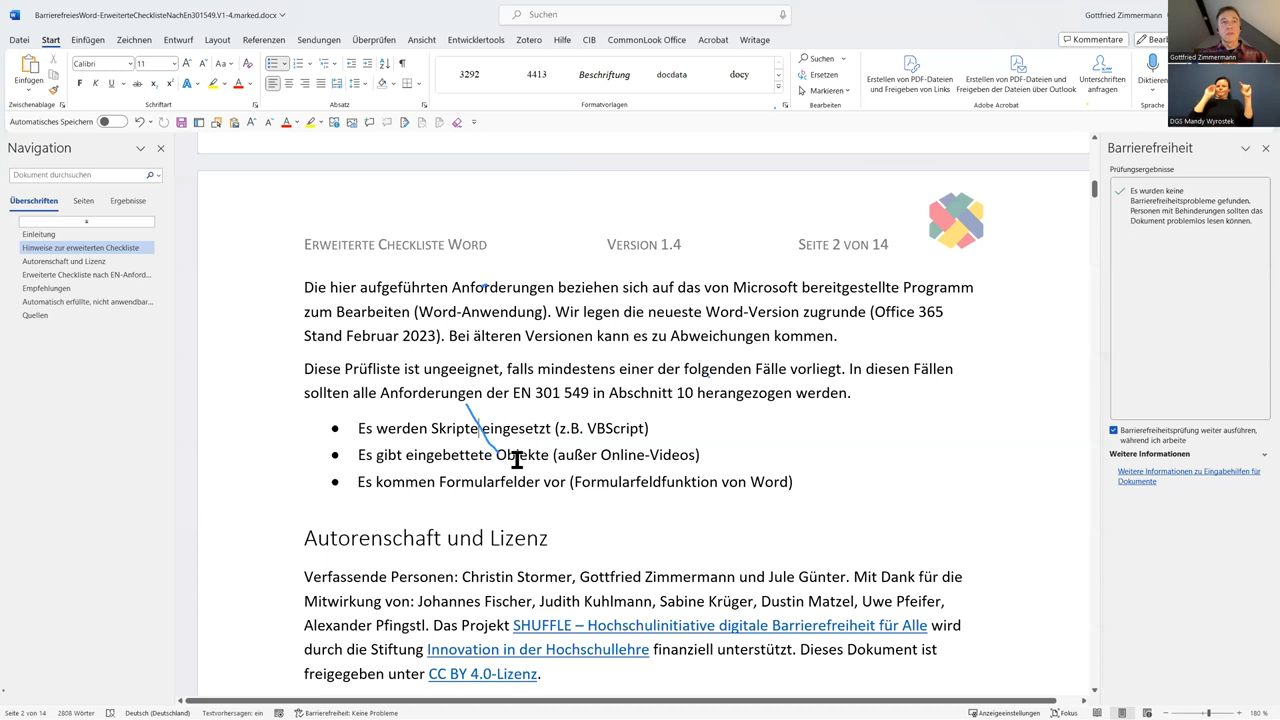 BarrierefreiesWord-ErweiterteChecklisteNachEn301549.V1-4.marked.docx
Suchen
Gottfried Zimmermann
Datei Start Einfügen Zeichnen Entwurf Layout Referenzen Sendungen Überprüfen Ansicht Entwicklertools Zotero Hilfe CIB CommonLook Office Acrobat Writage
Kommentare
Gottfried Zimmermann
Einfügen
Calibri 11
3292 4413 Beschriftung docdata docy
Suchen
Ersetzen
Markieren
Erstellen von PDF-Dateien und Freigeben von Links
Erstellen von PDF-Dateien und Freigeben der Dateien über Outlook
Unterschriften anfragen
Diktieren
Zwischenablage Schriftart Absatz Formatvorlagen Bearbeiten Adobe Acrobat Sprache
DGS Mandy Wyrostek
Automatisches Speichern
Navigation
Dokument durchsuchen
Überschriften Seiten Ergebnisse
Einleitung
Hinweise zur erweiterten Checkliste
Autorenschaft und Lizenz
Erweiterte Checkliste nach EN-Anford...
Empfehlungen
Automatisch erfüllte, nicht anwendbar...
Quellen
ERWEITERTE CHECKLISTE WORD VERSION 1.4 SEITE 2 VON 14
Die hier aufgeführten Anforderungen beziehen sich auf das von Microsoft bereitgestellte Programm
zum Bearbeiten (Word-Anwendung). Wir legen die neueste Word-Version zugrunde (Office 365
Stand Februar 2023). Bei älteren Versionen kann es zu Abweichungen kommen.
Diese Prüfliste ist ungeeignet, falls mindestens einer der folgenden Fälle vorliegt. In diesen Fällen
sollten alle Anforderungen der EN 301 549 in Abschnitt 10 herangezogen werden.
● Es werden Skripte eingesetzt (z.B. VBScript)
● Es gibt eingebettete Objekte (außer Online-Videos)
● Es kommen Formularfelder vor (Formularfeldfunktion von Word)
Autorenschaft und Lizenz
Verfassende Personen: Christin Stormer, Gottfried Zimmermann und Jule Günter. Mit Dank für die
Mitwirkung von: Johannes Fischer, Judith Kuhlmann, Sabine Krüger, Dustin Matzel, Uwe Pfeifer,
Alexander Pfingstl. Das Projekt SHUFFLE – Hochschulinitiative digitale Barrierefreiheit für Alle wird
durch die Stiftung Innovation in der Hochschullehre finanziell unterstützt. Dieses Dokument ist
freigegeben unter CC BY 4.0-Lizenz.
Barrierefreiheit
Prüfungsergebnisse
Es wurden keine
Barrierefreiheitsprobleme gefunden.
Personen mit Behinderungen sollten das
Dokument problemlos lesen können.
Barrierefreiheitsprüfung weiter ausführen,
während ich arbeite
Weitere Informationen
Weitere Informationen zu Eingabehilfen für
Dokumente
Seite 2 von 14 2808 Wörter Deutsch (Deutschland) Textvorhersagen: ein Barrierefreiheit: Keine Probleme Anzeigeeinstellungen Fokus 180 %